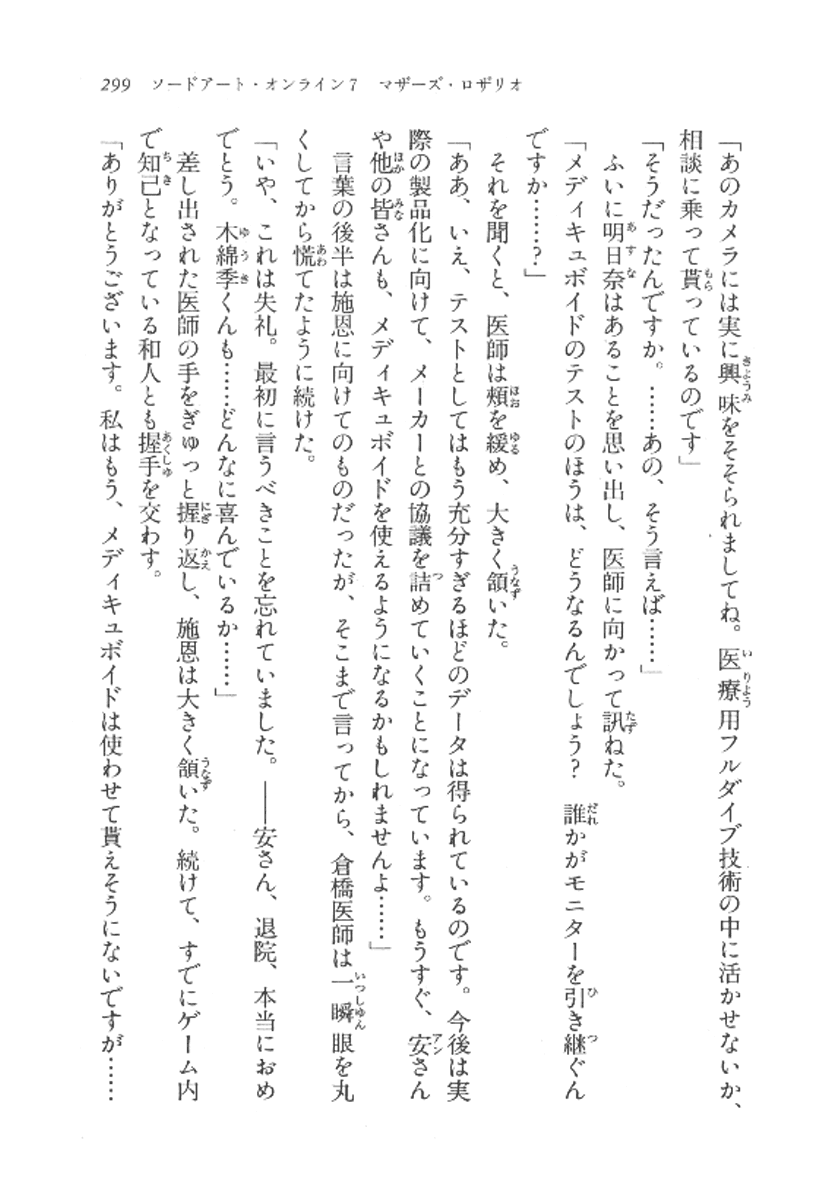 299　ソードアート・オンライン7　マザーズ・ロザリオ
「あのカメラには実に興味をそそられましてね。医療用フルダイブ技術の中に活かせないか、
相談に乗って貰っているのです」
「そうだったんですか。……あの、そう言えば……」
　ふいに明日奈はあることを思い出し、医師に向かって訊ねた。
「メディキュボイドのテストのほうは、どうなるんでしょう？　誰かがモニターを引き継ぐん
ですか……？」
　それを聞くと、医師は頬を緩め、大きく頷いた。
「ああ、いえ、テストとしてはもう充分すぎるほどのデータは得られているのです。今後は実
際の製品化に向けて、メーカーとの協議を詰めていくことになっています。もうすぐ、安さん
や他の皆さんも、メディキュボイドを使えるようになるかもしれませんよ……」
　言葉の後半は施恩に向けてのものだったが、そこまで言ってから、倉橋医師は一瞬眼を丸
くしてから慌てたように続けた。
「いや、これは失礼。最初に言うべきことを忘れていました。――安さん、退院、本当におめ
でとう。木綿季くんも……どんなに喜んでいるか……」
　差し出された医師の手をぎゅっと握り返し、施恩は大きく頷いた。続けて、すでにゲーム内
で知己となっている和人とも握手を交わす。
「ありがとうございます。私はもう、メディキュボイドは使わせて貰えそうにないですが……